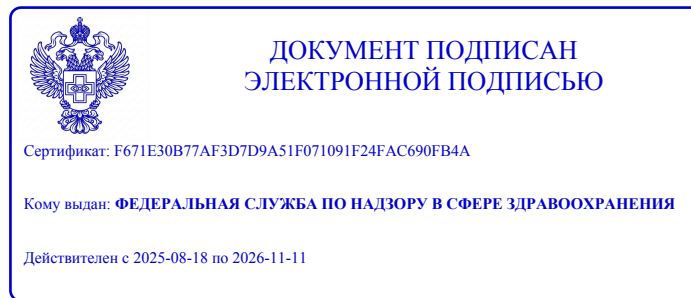 ДОКУМЕНТ ПОДПИСАН
ЭЛЕКТРОННОЙ ПОДПИСЬЮ
Сертификат: F671E30B77AF3D7D9A51F071091F24FAC690FB4A
Кому выдан: ФЕДЕРАЛЬНАЯ СЛУЖБА ПО НАДЗОРУ В СФЕРЕ ЗДРАВООХРАНЕНИЯ
Действителен с 2025-08-18 по 2026-11-11